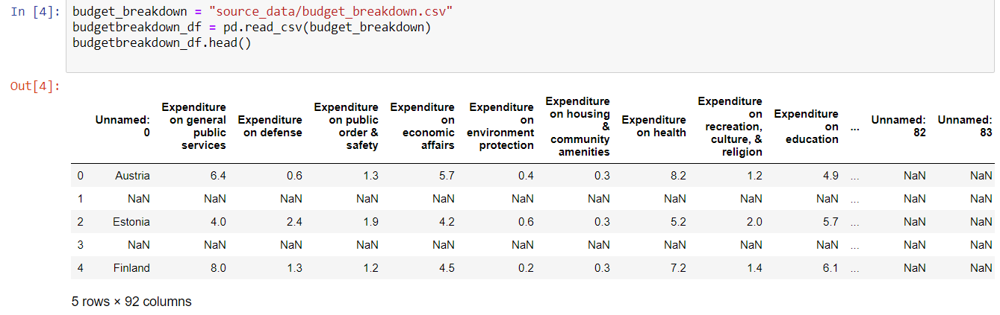 In [4]: budget_breakdown = "source_data/budget_breakdown.csv"
budgetbreakdown_df = pd.read_csv(budget_breakdown)
budgetbreakdown_df.head()
Out[4]:
Unnamed: 0 Expenditure on general public services Expenditure on defense Expenditure on public order & safety Expenditure on economic affairs Expenditure on environment protection Expenditure on housing & community amenities Expenditure on health Expenditure on recreation, culture, & religion Expenditure on education ... Unnamed: 82 Unnamed: 83
0 Austria 6.4 0.6 1.3 5.7 0.4 0.3 8.2 1.2 4.9 ... NaN NaN
1 NaN NaN NaN NaN NaN NaN NaN NaN NaN NaN ... NaN NaN
2 Estonia 4.0 2.4 1.9 4.2 0.6 0.3 5.2 2.0 5.7 ... NaN NaN
3 NaN NaN NaN NaN NaN NaN NaN NaN NaN NaN ... NaN NaN
4 Finland 8.0 1.3 1.2 4.5 0.2 0.3 7.2 1.4 6.1 ... NaN NaN
5 rows × 92 columns